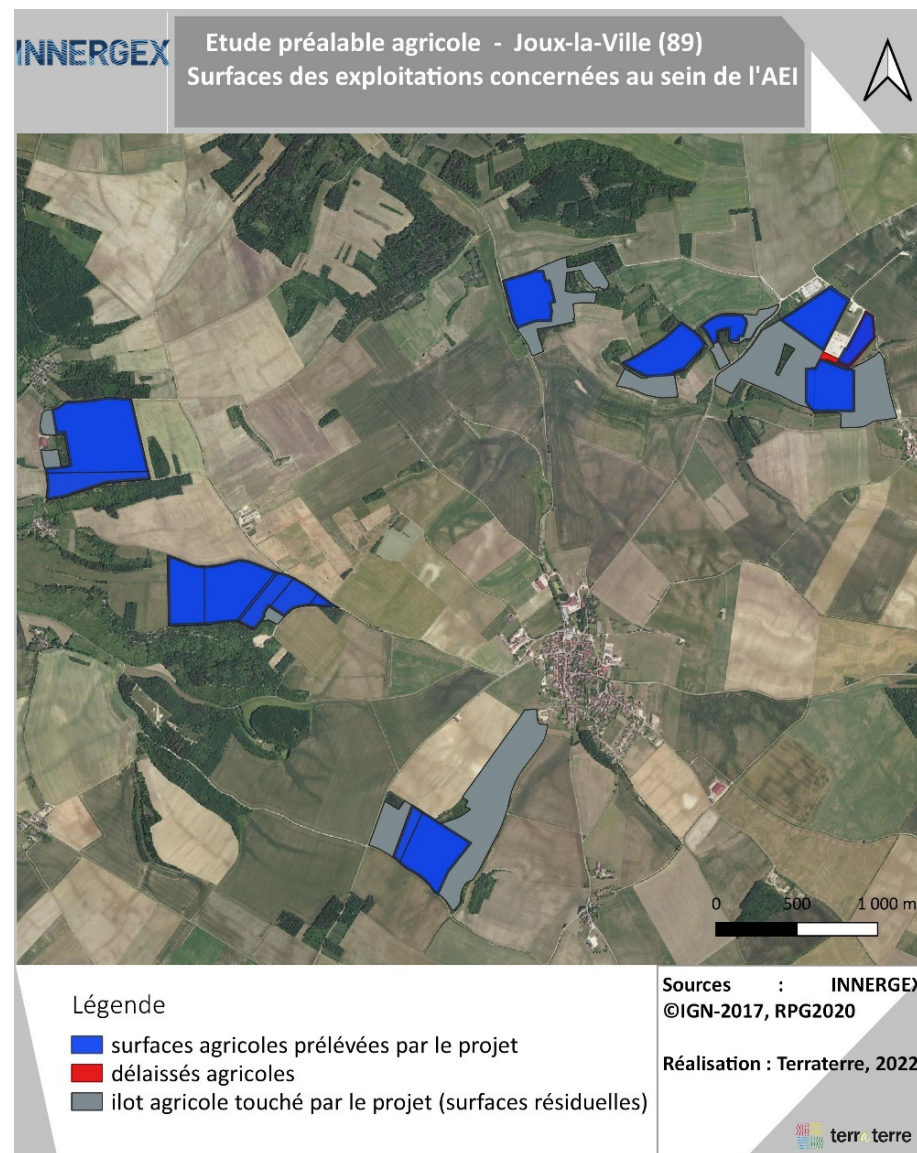 INNERGEX
Etude préalable agricole - Joux-la-Ville (89)
Surfaces des exploitations concernées au sein de l'AEI
0 500 1 000 m
Légende
surfaces agricoles prélévées par le projet
délaissés agricoles
ilot agricole touché par le projet (surfaces résiduelles)
Sources : INNERGEX
©IGN-2017, RPG2020
Réalisation : Terraterre, 2022
terraterre